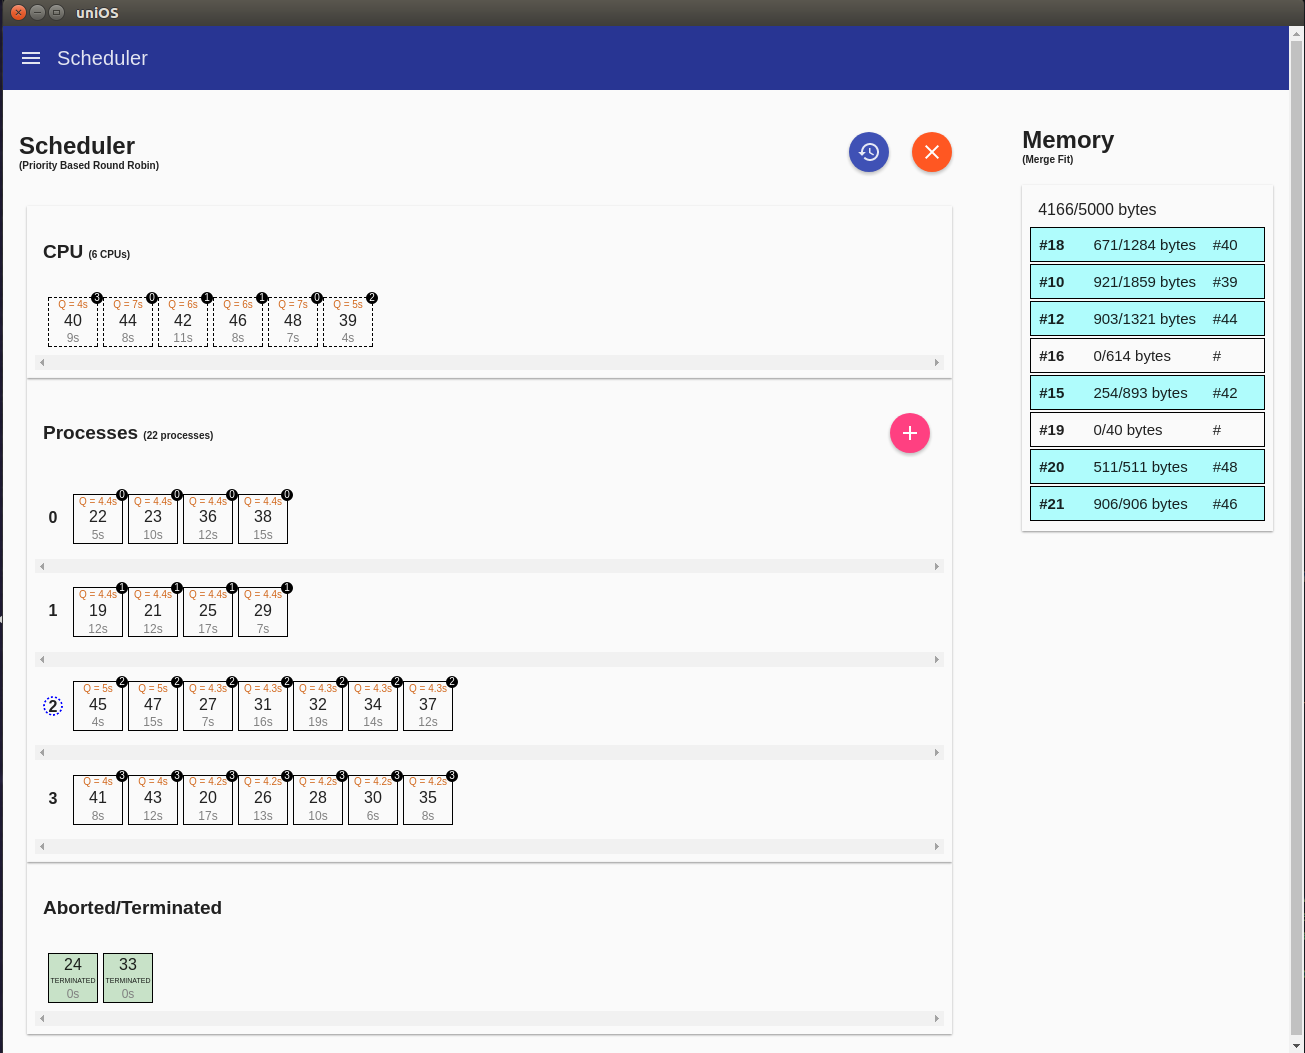 uniOS
Scheduler
Scheduler
(Priority Based Round Robin)
CPU (6 CPUs)
3 0 1 1 0 2
Q = 4s Q = 7s Q = 6s Q = 6s Q = 7s Q = 5s
40 44 42 46 48 39
9s 8s 11s 8s 7s 4s
Processes (22 processes)
0 0 0 0
Q = 4.4s Q = 4.4s Q = 4.4s Q = 4.4s
0 22 23 36 38
5s 10s 12s 15s
1 1 1 1
Q = 4.4s Q = 4.4s Q = 4.4s Q = 4.4s
1 19 21 25 29
12s 12s 17s 7s
2 2 2 2 2 2 2
Q = 5s Q = 5s Q = 4.3s Q = 4.3s Q = 4.3s Q = 4.3s Q = 4.3s
2 45 47 27 31 32 34 37
4s 15s 7s 16s 19s 14s 12s
3 3 3 3 3 3 3
Q = 4s Q = 4s Q = 4.2s Q = 4.2s Q = 4.2s Q = 4.2s Q = 4.2s
3 41 43 20 26 28 30 35
8s 12s 17s 13s 10s 6s 8s
Aborted/Terminated
24 33
TERMINATED TERMINATED
0s 0s
Memory
(Merge Fit)
4166/5000 bytes
#18 671/1284 bytes #40
#10 921/1859 bytes #39
#12 903/1321 bytes #44
#16 0/614 bytes #
#15 254/893 bytes #42
#19 0/40 bytes #
#20 511/511 bytes #48
#21 906/906 bytes #46